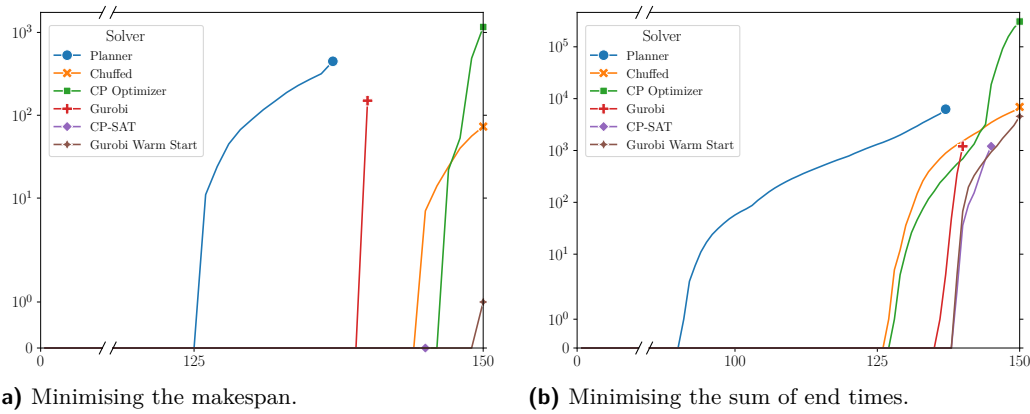 10³
10²
10¹
10⁰
0
0
125
150
Solver
Planner
Chuffed
CP Optimizer
Gurobi
CP-SAT
Gurobi Warm Start
a) Minimising the makespan.
10⁵
10⁴
10³
10²
10¹
10⁰
0
0
100
125
150
Solver
Planner
Chuffed
CP Optimizer
Gurobi
CP-SAT
Gurobi Warm Start
(b) Minimising the sum of end times.